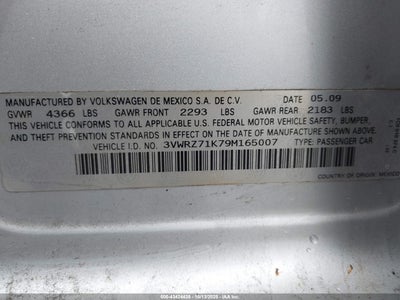 MANUFACTURED BY VOLKSWAGEN DE MEXICO S.A. DE C.V. DATE 05.09
GVWR 4366 LBS GAWR FRONT 2293 LBS GAWR REAR 2183 LBS
THIS VEHICLE CONFORMS TO ALL APPLICABLE U.S. FEDERAL MOTOR VEHICLE SAFETY, BUMPER,
AND THEFT PREVENTION STANDARDS IN EFFECT ON THE DATE OF MANUFACTURE SHOWN ABOVE.
VEHICLE I.D. NO. 3VWRZ71K79M165007 TYPE: PASSENGER CAR
COUNTRY OF ORIGIN: MEXICO